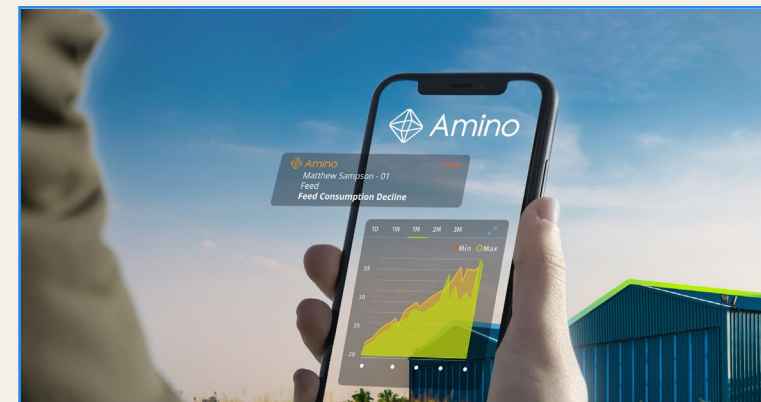 Amino
Amino now
Matthew Sampson - 01
Feed
Feed Consumption Decline
1D 1W 1M 2M 3M
Min Max
35
30
25
20